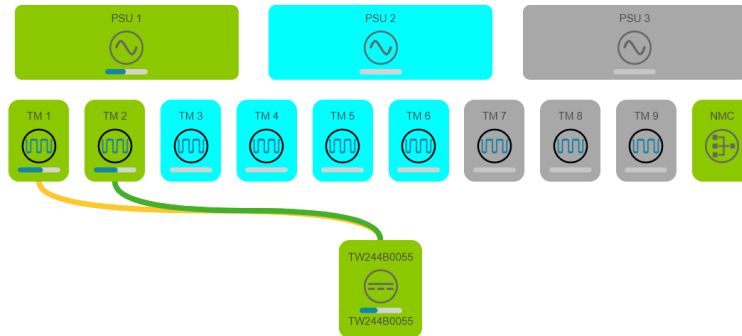 PSU 1
PSU 2
PSU 3
TM 1
TM 2
TM 3
TM 4
TM 5
TM 6
TM 7
TM 8
TM 9
NMC
TW244B0055
TW244B0055